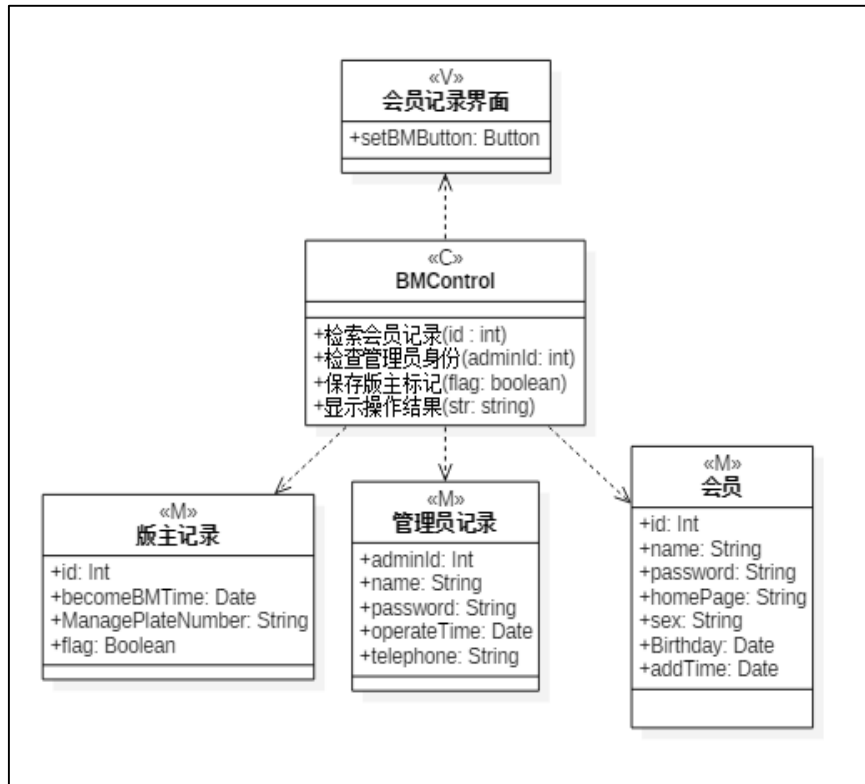 «V»
会员记录界面
+setBMButton: Button
«C»
BMControl
+检索会员记录(id : int)
+检查管理员身份(adminId: int)
+保存版主标记(flag: boolean)
+显示操作结果(str: string)
«M»
版主记录
+id: Int
+becomeBMTime: Date
+ManagePlateNumber: String
+flag: Boolean
«M»
管理员记录
+adminId: Int
+name: String
+password: String
+operateTime: Date
+telephone: String
«M»
会员
+id: Int
+name: String
+password: String
+homePage: String
+sex: String
+Birthday: Date
+addTime: Date